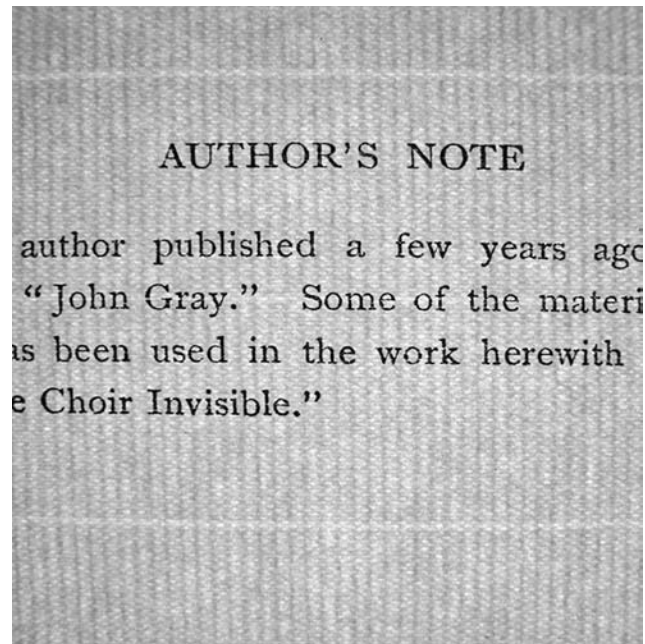 AUTHOR'S NOTE
author published a few years ago
“John Gray.” Some of the materi
as been used in the work herewith
e Choir Invisible.”